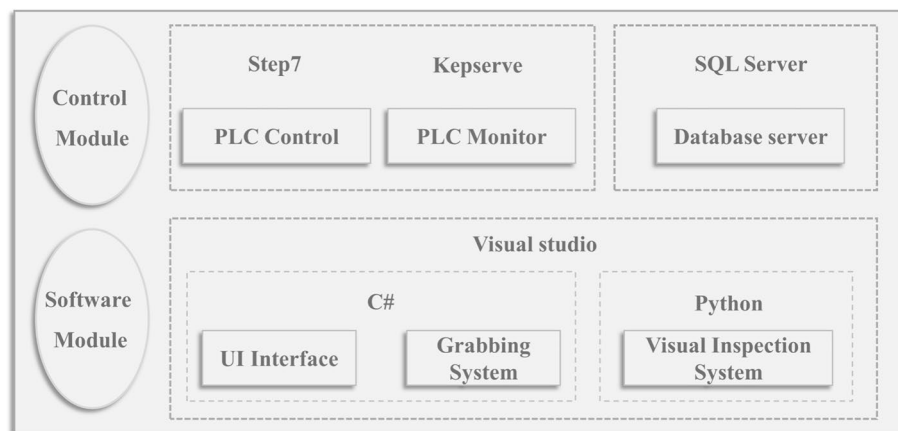 Control
Module
Step7
Kepserve
SQL Server
PLC Control
PLC Monitor
Database server
Software
Module
Visual studio
C#
Python
UI Interface
Grabbing
System
Visual Inspection
System